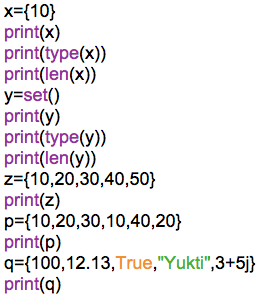 x={10}
print(x)
print(type(x))
print(len(x))
y=set()
print(y)
print(type(y))
print(len(y))
z={10,20,30,40,50}
print(z)
p={10,20,30,10,40,20}
print(p)
q={100,12.13,True,"Yukti",3+5j}
print(q)